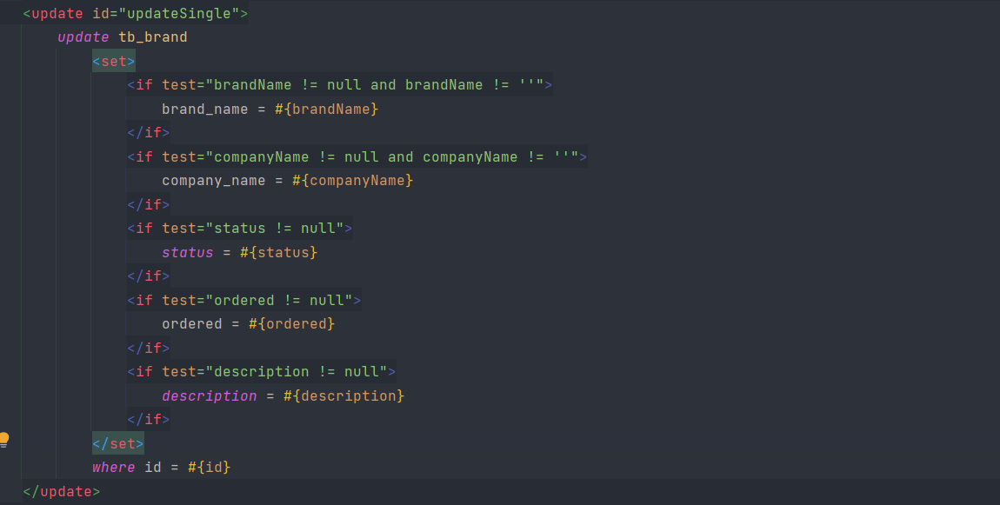 <update id="updateSingle">
    update tb_brand
        <set>
            <if test="brandName != null and brandName != ''">
                brand_name = #{brandName}
            </if>
            <if test="companyName != null and companyName != ''">
                company_name = #{companyName}
            </if>
            <if test="status != null">
                status = #{status}
            </if>
            <if test="ordered != null">
                ordered = #{ordered}
            </if>
            <if test="description != null">
                description = #{description}
            </if>
        </set>
        where id = #{id}
</update>